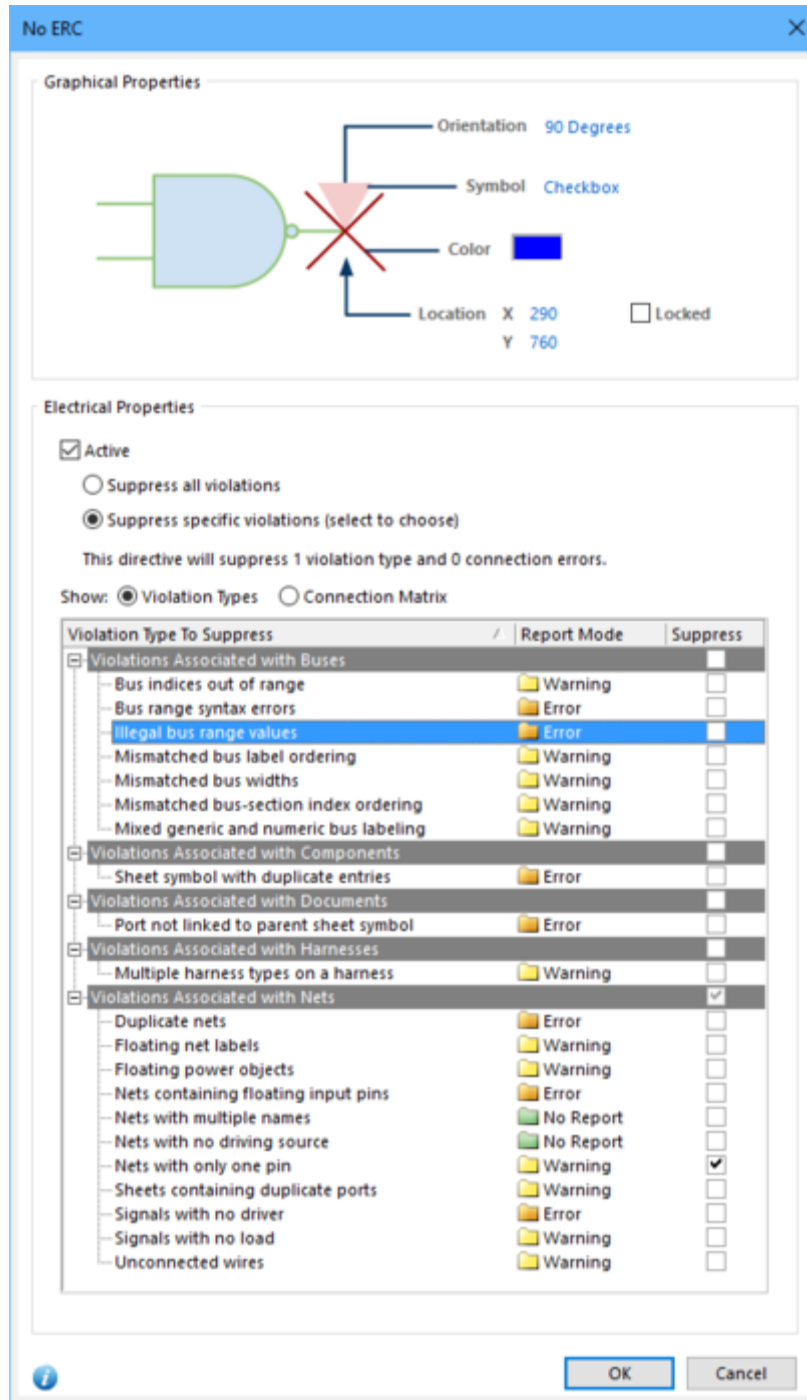 No ERC
Graphical Properties
Orientation 90 Degrees
Symbol Checkbox
Color
Location X 290 Locked
Y 760
Electrical Properties
Active
Suppress all violations
Suppress specific violations (select to choose)
This directive will suppress 1 violation type and 0 connection errors.
Show: Violation Types Connection Matrix
Violation Type To Suppress Report Mode Suppress
Violations Associated with Buses
Bus indices out of range Warning
Bus range syntax errors Error
Illegal bus range values Error
Mismatched bus label ordering Warning
Mismatched bus widths Warning
Mismatched bus-section index ordering Warning
Mixed generic and numeric bus labeling Warning
Violations Associated with Components
Sheet symbol with duplicate entries Error
Violations Associated with Documents
Port not linked to parent sheet symbol Error
Violations Associated with Harnesses
Multiple harness types on a harness Warning
Violations Associated with Nets
Duplicate nets Error
Floating net labels Warning
Floating power objects Warning
Nets containing floating input pins Error
Nets with multiple names No Report
Nets with no driving source No Report
Nets with only one pin Warning
Sheets containing duplicate ports Warning
Signals with no driver Error
Signals with no load Warning
Unconnected wires Warning
OK Cancel